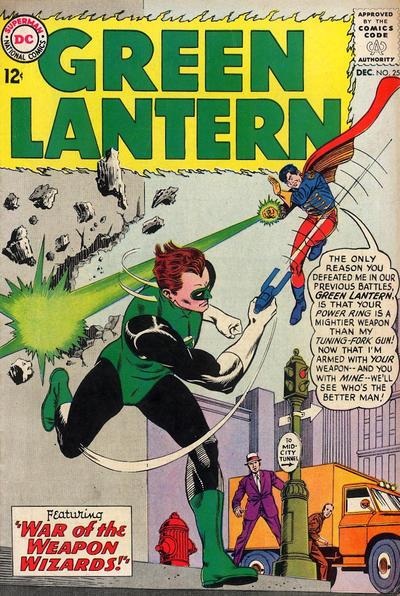 SUPERMAN
DC
NATIONAL COMICS
APPROVED
BY THE
COMICS
CODE
CA
AUTHORITY
12¢
DEC. NO. 25
GREEN
LANTERN
THE ONLY
REASON YOU
DEFEATED ME IN OUR
PREVIOUS BATTLES,
GREEN LANTERN,
IS THAT YOUR
POWER RING IS A
MIGHTIER WEAPON
THAN MY
TUNING-FORK GUN!
NOW THAT I'M
ARMED WITH YOUR
WEAPON--AND YOU
WITH MINE--WE'LL
SEE WHO'S THE
BETTER MAN!
TO
MID-
CITY
TUNNEL
Featuring
"WAR of the
WEAPON
WIZARDS!"